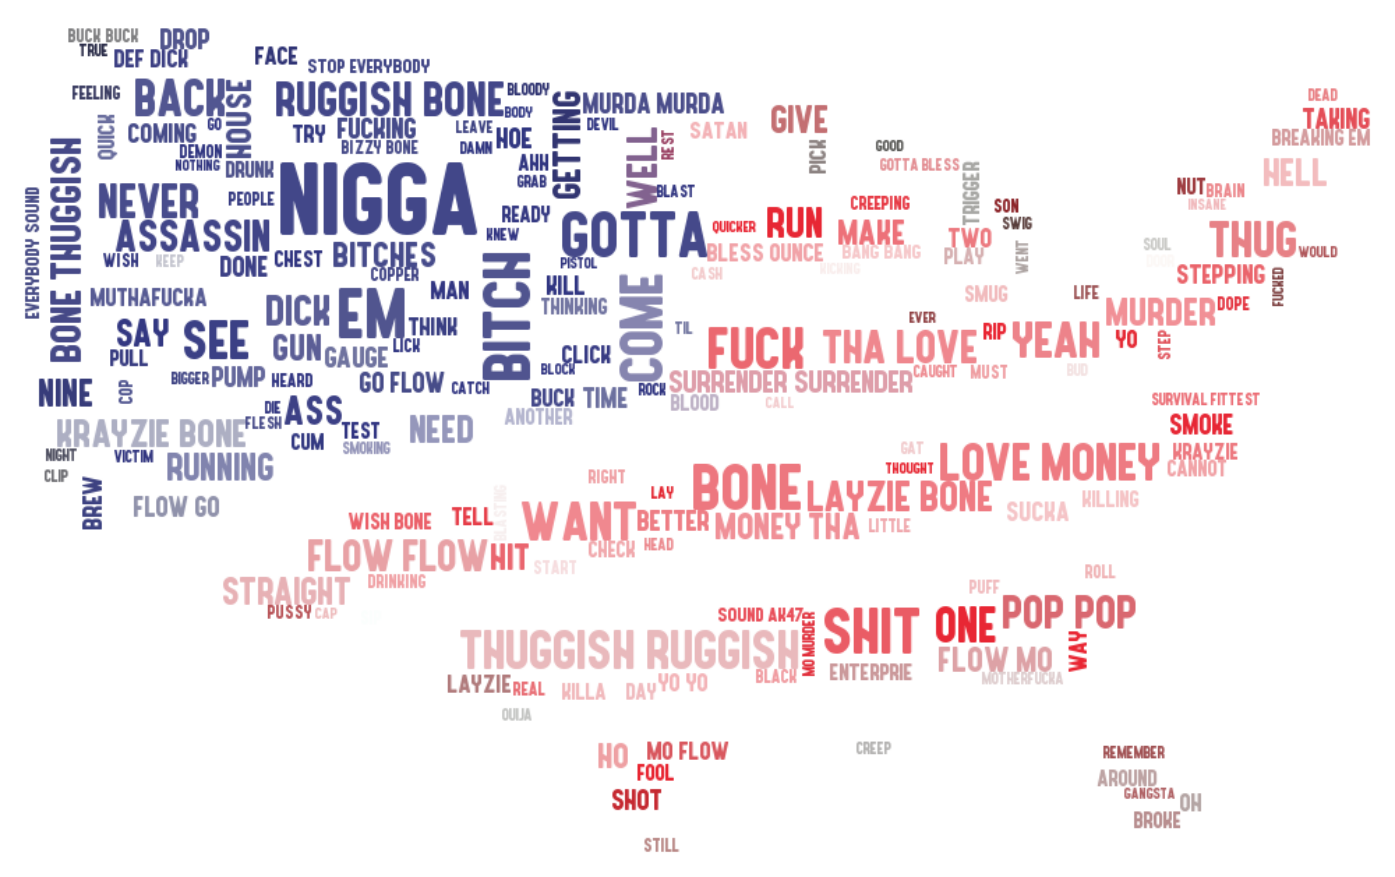 BUCK BUCK
TRUE
DROP
DEF DICK
FACE
STOP EVERYBODY
FEELING
BACK
HOUSE
RUGGISH BONE
BLOODY
BODY
GETTING
MURDA MURDA
DEVIL
QUICK
COMING
GO
TRY
FUCKING
BIZZY BONE
LEAVE
DAMN
HOE
DEMON
NOTHING
DRUNK
AHH
GRAB
WELL
REST
SATAN
GIVE
PICK
GOOD
GOTTA BLESS
TRIGGER
DEAD
TAKING
BREAKING EM
HELL
NUT
BRAIN
INSANE
EVERYBODY SOUND
BONE THUGGISH
NEVER
PEOPLE
NIGGA
READY
KNEW
BLAST
GOTTA
QUICKER
RUN
CREEPING
MAKE
SON
SWIG
TWO
PLAY
WENT
SOUL
THUG
WOULD
ASSASSIN
WISH
KEEP
DONE
CHEST
BITCHES
COPPER
BITCH
PISTOL
BLESS OUNCE
BANG BANG
CASH
STEPPING
FUCKED
MUTHAFUCKA
DICK
EM
MAN
KILL
THINKING
COME
SMUG
LIFE
MURDER
DOPE
SAY
SEE
THINK
TIL
EVER
RIP
YEAH
YO
STEP
PULL
GUN
GAUGE
LICK
CLICK
BLOCK
FUCK
THA LOVE
CAUGHT
MUST
BUD
NINE
COP
BIGGER
PUMP
HEARD
GO FLOW
CATCH
BUCK
TIME
ROCK
SURRENDER SURRENDER
BLOOD
CALL
SURVIVAL FITTEST
SMOKE
DIE
FLESH
ASS
ANOTHER
KRAYZIE BONE
CUM
TEST
SMOKING
NEED
NIGHT
CLIP
VICTIM
RUNNING
GAT
THOUGHT
LOVE MONEY
KRAYZIE
CANNOT
BREW
FLOW GO
RIGHT
LAY
BONE
LAYZIE BONE
SUCKA
KILLING
WISH BONE
TELL
BLASTING
WANT
BETTER
MONEY THA
LITTLE
FLOW FLOW
HIT
CHECK
HEAD
START
STRAIGHT
DRINKING
PUSSY
CAP
PUFF
ROLL
SOUND AK47
MO MURDER
SHIT
ONE
POP POP
WAY
THUGGISH RUGGISH
BLACK
ENTERPRIE
FLOW MO
MOTHERFUCKA
LAYZIE
REAL
KILLA
DAY
YO YO
OUIJA
HO
MO FLOW
FOOL
SHOT
CREEP
REMEMBER
AROUND
GANGSTA
OH
BROKE
STILL